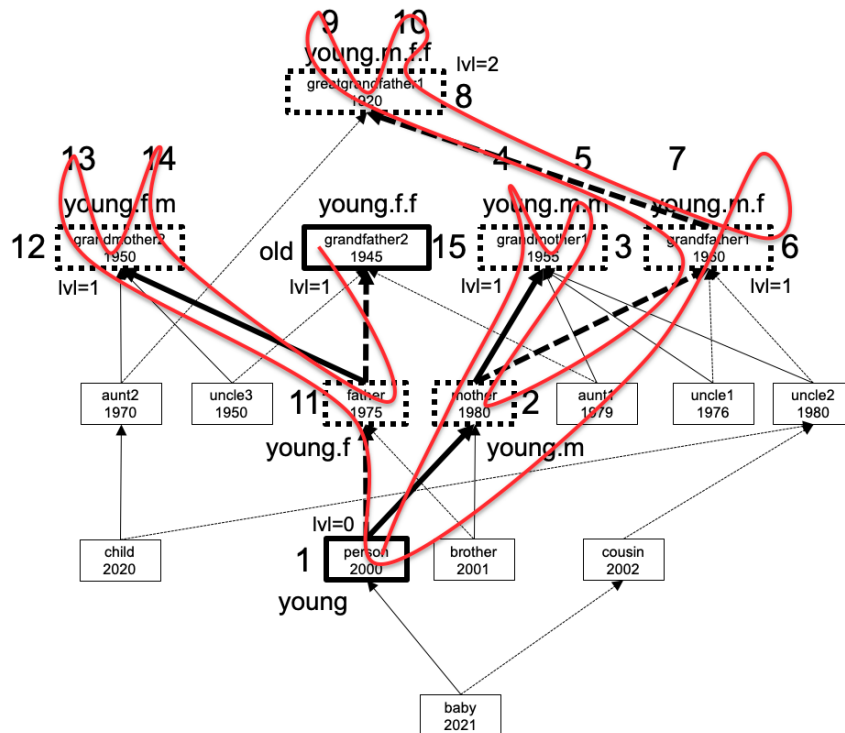 9 10
young.m.f.f
lvl=2
greatgrandfather1
1920
8
13 14
4 5 7
young.f.m
young.f.f
young.m.m
young.m.f
12
grandmother2
1950
old
grandfather2
1945
15
grandmother1
1955
3
grandfather1
1960
6
lvl=1
lvl=1
lvl=1
lvl=1
aunt2
1970
uncle3
1950
11
father
1975
mother
1980
2
aunt1
1979
uncle1
1976
uncle2
1980
young.f
young.m
lvl=0
child
2020
1
person
2000
brother
2001
cousin
2002
young
baby
2021